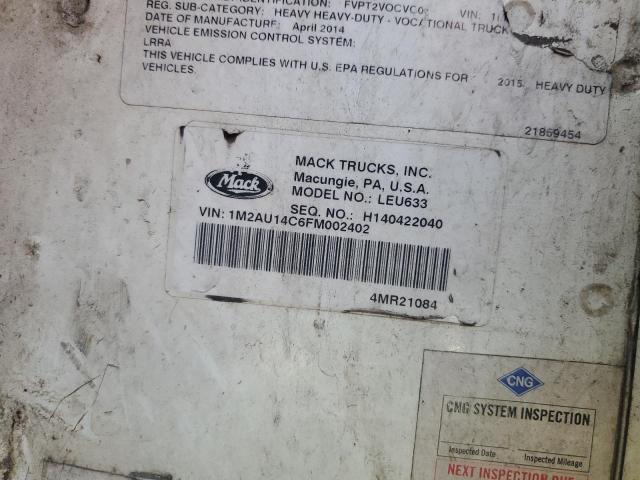 IDENTIFICATION: FVPT2VOCVC0 VIN:
REG. SUB-CATEGORY: HEAVY HEAVY-DUTY - VOCATIONAL TRUCK
DATE OF MANUFACTURE: April 2014
VEHICLE EMISSION CONTROL SYSTEM:
LRRA
THIS VEHICLE COMPLIES WITH U.S. EPA REGULATIONS FOR 2015 HEAVY DUTY
VEHICLES.
21869454
Mack
MACK TRUCKS, INC.
Macungie, PA, U.S.A.
MODEL NO.: LEU633
SEQ. NO.: H140422040
VIN: 1M2AU14C6FM002402
4MR21084
CNG
CNG SYSTEM INSPECTION
Inspected Date Inspected Mileage
NEXT INSPECTION DUE